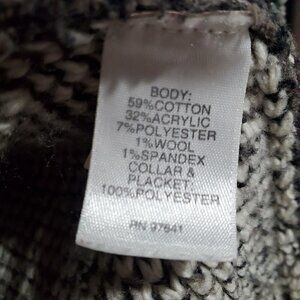 BODY:
59%COTTON
32%ACRYLIC
7%POLYESTER
1%WOOL
1%SPANDEX
COLLAR &
PLACKET:
100%POLYESTER
RN 97641